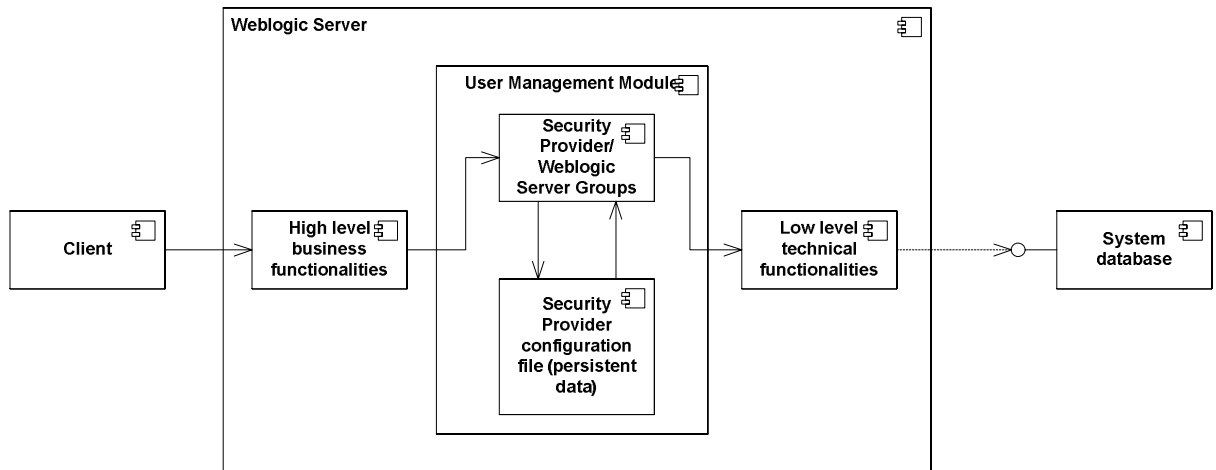 Weblogic Server
User Management Module
Security
Provider/
Weblogic
Server Groups
Client
High level
business
functionalities
Low level
technical
functionalities
System
database
Security
Provider
configuration
file (persistent
data)